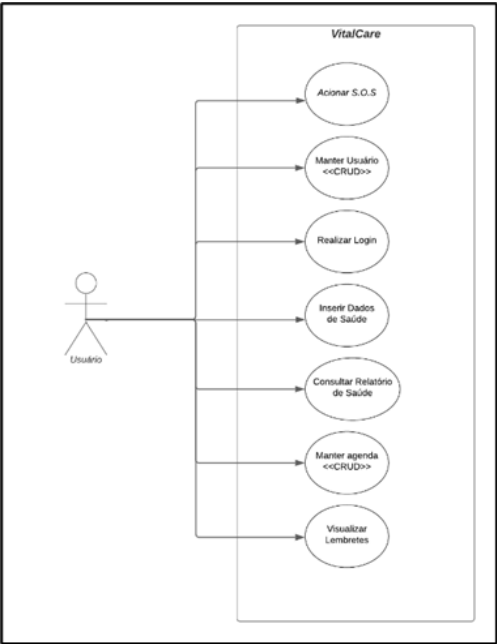 VitalCare
Acionar S.O.S
Manter Usuário
<<CRUD>>
Realizar Login
Inserir Dados
de Saúde
Usuário
Consultar Relatório
de Saúde
Manter agenda
<<CRUD>>
Visualizar
Lembretes